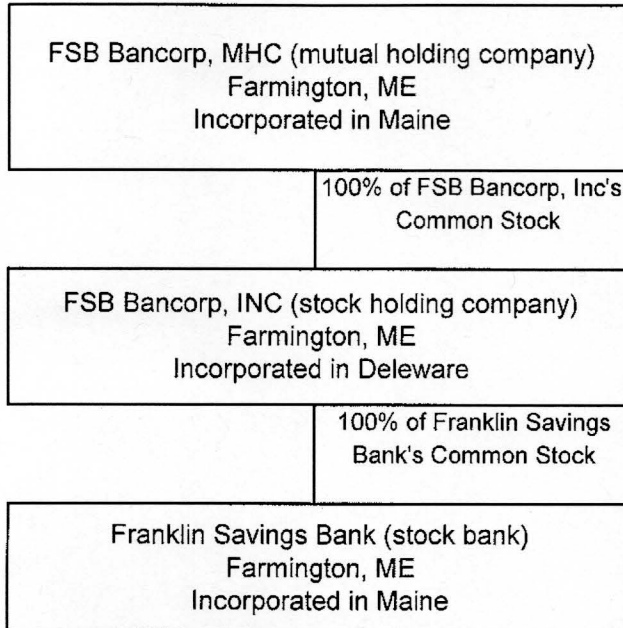 FSB Bancorp, MHC (mutual holding company)
Farmington, ME
Incorporated in Maine
100% of FSB Bancorp, Inc's
Common Stock
FSB Bancorp, INC (stock holding company)
Farmington, ME
Incorporated in Deleware
100% of Franklin Savings
Bank's Common Stock
Franklin Savings Bank (stock bank)
Farmington, ME
Incorporated in Maine